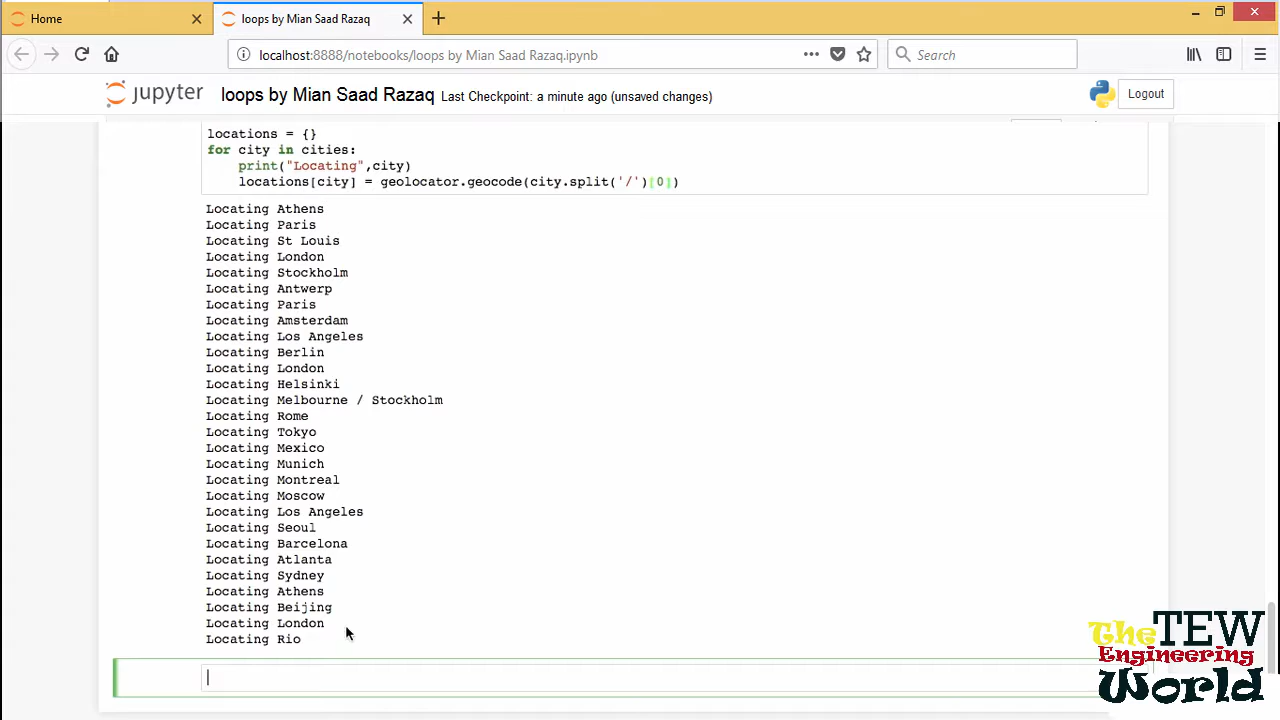 Home
loops by Mian Saad Razaq
localhost:8888/notebooks/loops by Mian Saad Razaq.ipynb
Search
jupyter
loops by Mian Saad Razaq Last Checkpoint: a minute ago (unsaved changes)
Logout
locations = {}
for city in cities:
    print("Locating",city)
    locations[city] = geolocator.geocode(city.split('/')[0])
Locating Athens
Locating Paris
Locating St Louis
Locating London
Locating Stockholm
Locating Antwerp
Locating Paris
Locating Amsterdam
Locating Los Angeles
Locating Berlin
Locating London
Locating Helsinki
Locating Melbourne / Stockholm
Locating Rome
Locating Tokyo
Locating Mexico
Locating Munich
Locating Montreal
Locating Moscow
Locating Los Angeles
Locating Seoul
Locating Barcelona
Locating Atlanta
Locating Sydney
Locating Athens
Locating Beijing
Locating London
Locating Rio
The TEW
Engineering
World